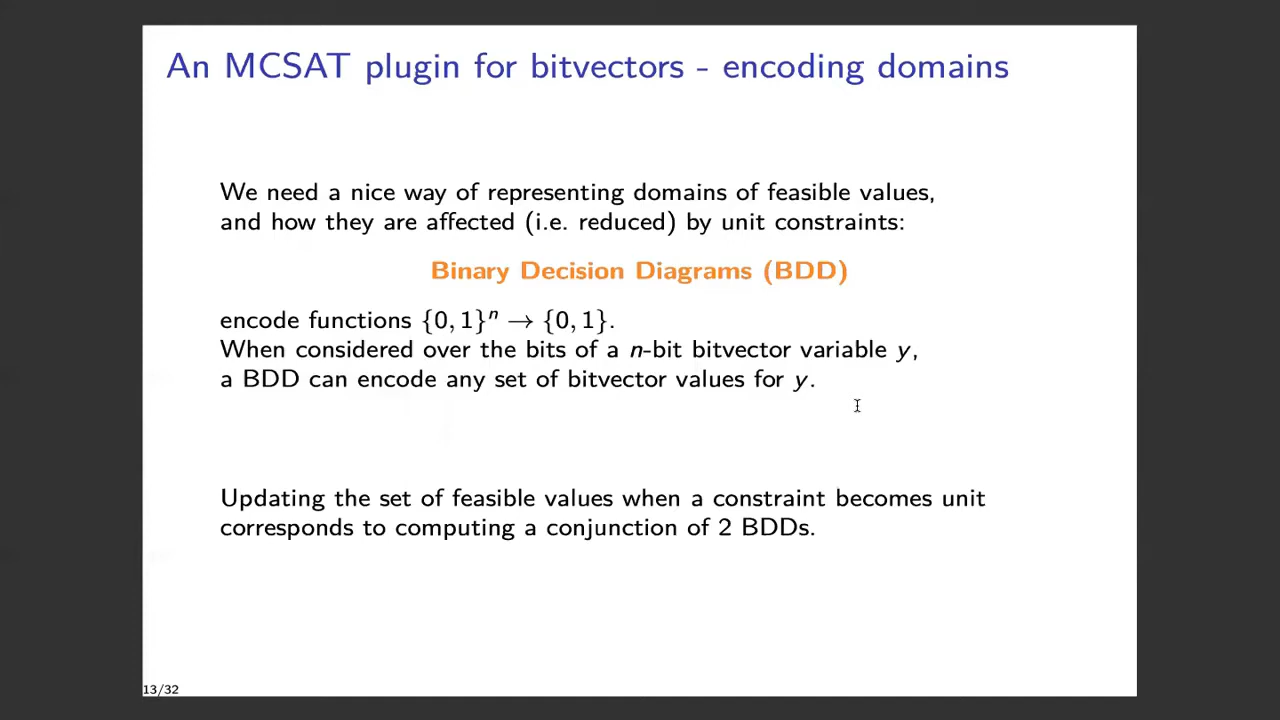 An MCSAT plugin for bitvectors - encoding domains
We need a nice way of representing domains of feasible values,
and how they are affected (i.e. reduced) by unit constraints:
Binary Decision Diagrams (BDD)
encode functions {0, 1}ⁿ → {0, 1}.
When considered over the bits of a n-bit bitvector variable y,
a BDD can encode any set of bitvector values for y.
Updating the set of feasible values when a constraint becomes unit
corresponds to computing a conjunction of 2 BDDs.
13/32